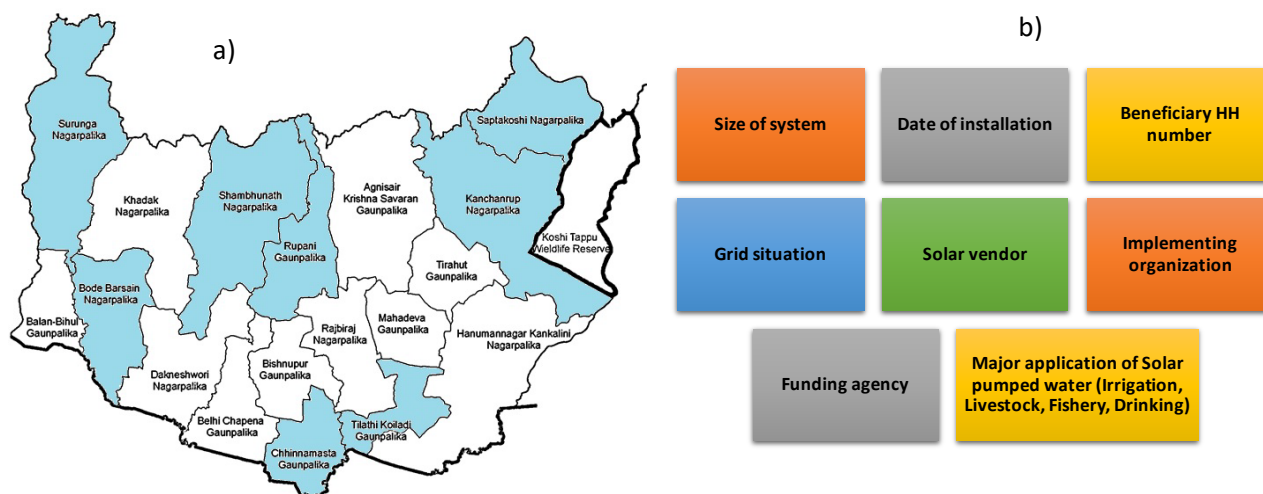 a)
Surunga
Nagarpalika
Saptakoshi Nagarpalika
Khadak
Nagarpalika
Shambhunath
Nagarpalika
Agnisair
Krishna Savaran
Gaunpalika
Kanchanrup
Nagarpalika
Rupani
Gaunpalika
Koshi Tappu
Wieldlife Reserve
Tirahut
Gaunpalika
Bode Barsain
Nagarpalika
Balan-Bihul
Gaunpalika
Rajbiraj
Nagarpalika
Mahadeva
Gaunpalika
Hanumannagar Kankalini
Nagarpalika
Dakneshwori
Nagarpalika
Bishnupur
Gaunpalika
Belhi Chapena
Gaunpalika
Tilathi Koiladi
Gaunpalika
Chhinnamasta
Gaunpalika
b)
Size of system
Date of installation
Beneficiary HH
number
Grid situation
Solar vendor
Implementing
organization
Funding agency
Major application of Solar
pumped water (Irrigation,
Livestock, Fishery, Drinking)